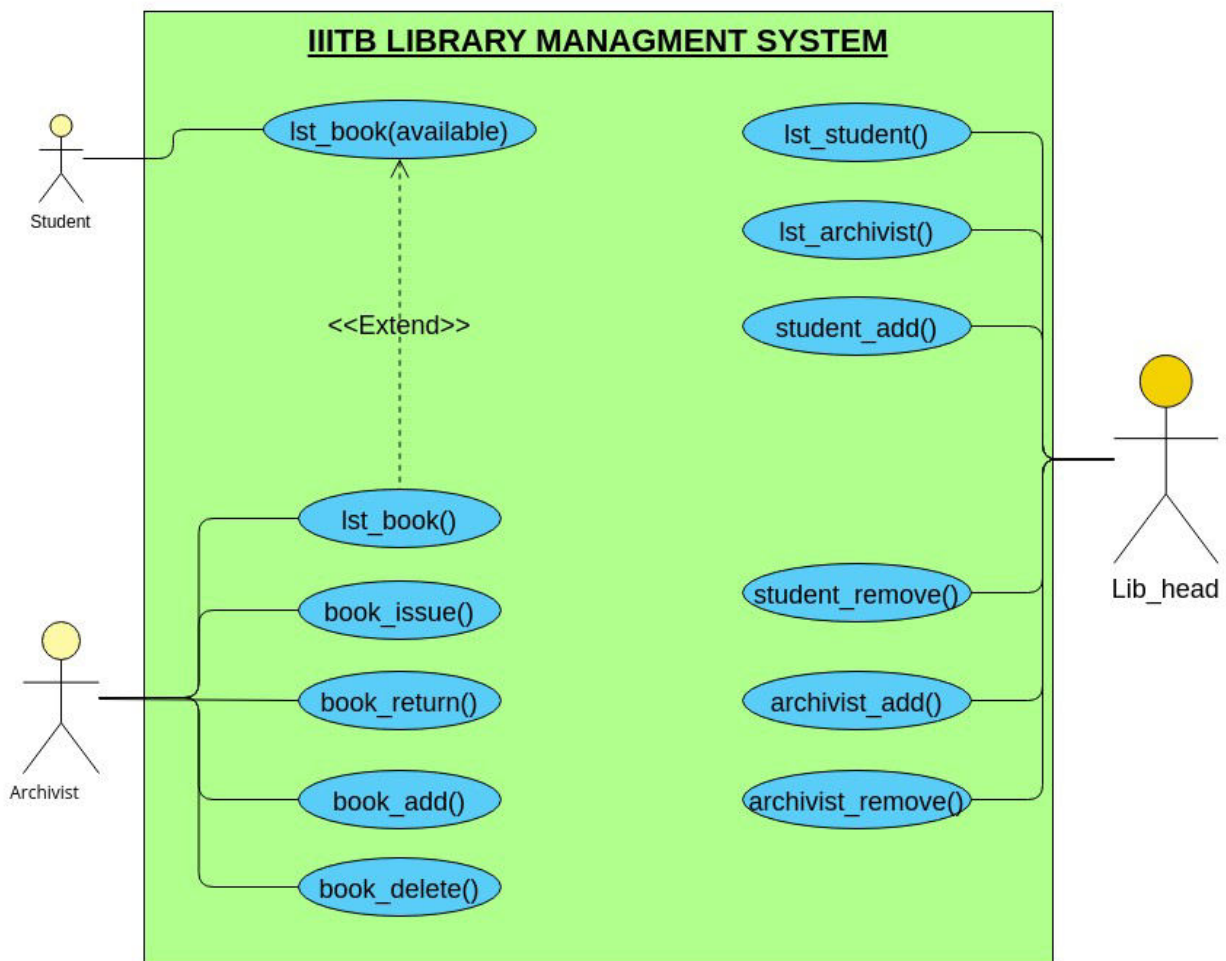 IIITB LIBRARY MANAGMENT SYSTEM
lst_book(available)
lst_student()
Student
lst_archivist()
<<Extend>>
student_add()
lst_book()
Lib_head
student_remove()
book_issue()
book_return()
archivist_add()
Archivist
book_add()
archivist_remove()
book_delete()